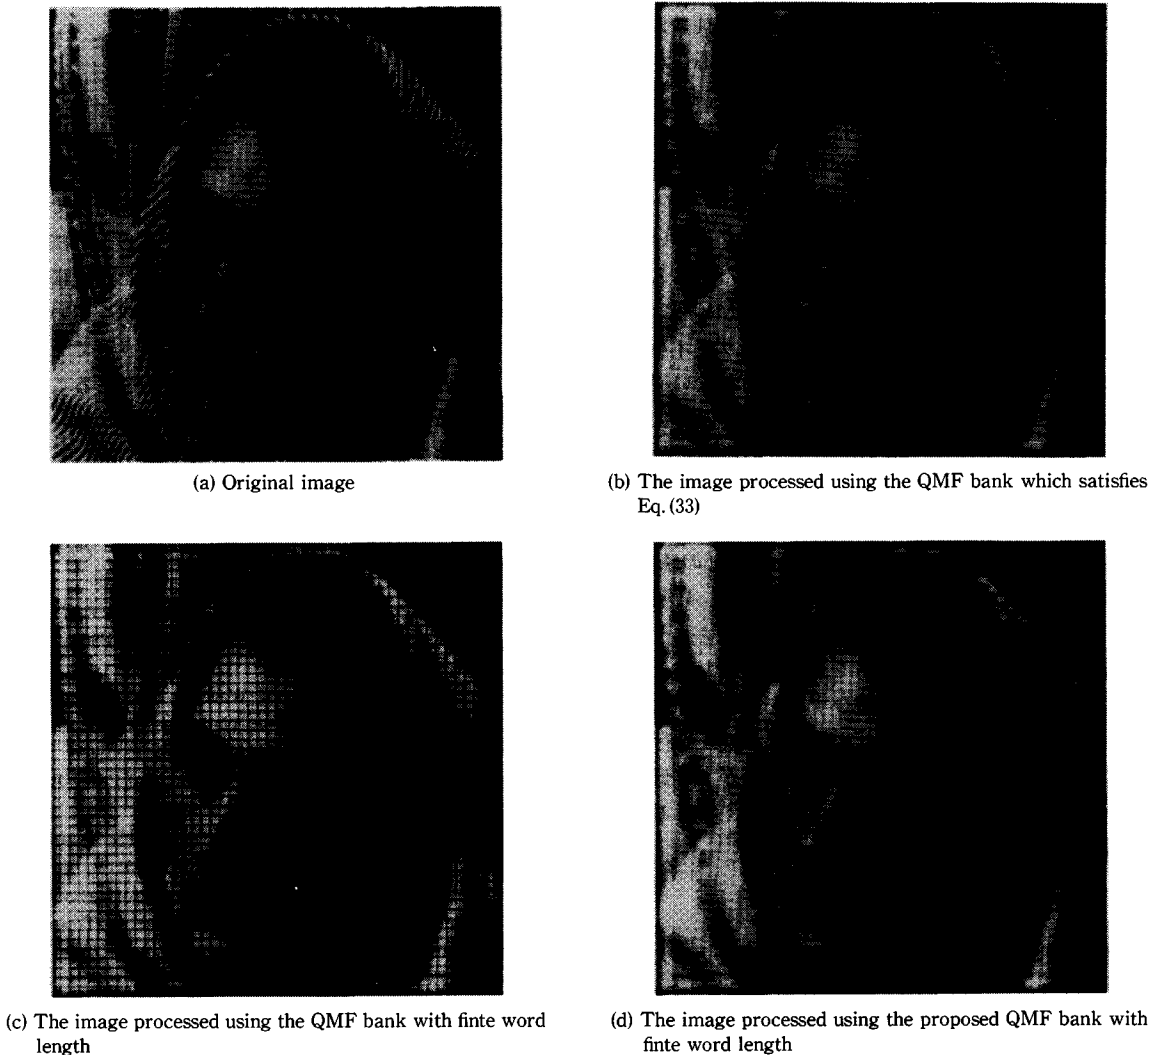 (a) Original image
(b) The image processed using the QMF bank which satisfies
Eq. (33)
(c) The image processed using the QMF bank with finte word
length
(d) The image processed using the proposed QMF bank with
finte word length